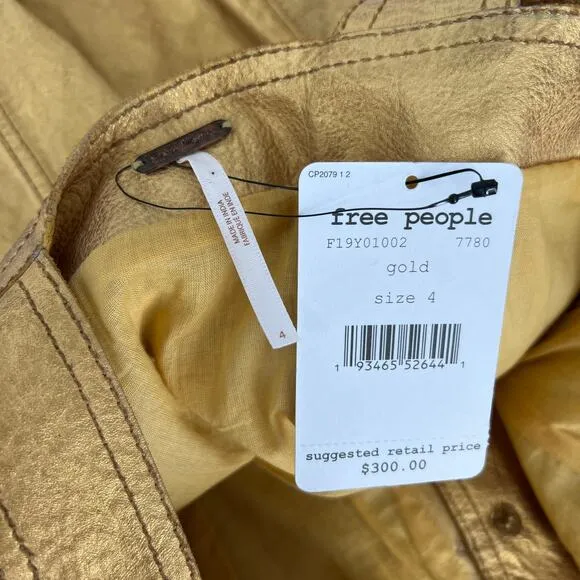 MADE IN INDIA
FABRIQUÉ EN INDE
4
CP2079 1 2
free people
F19Y01002 7780
gold
size 4
1 93465 52644 1
suggested retail price
$300.00